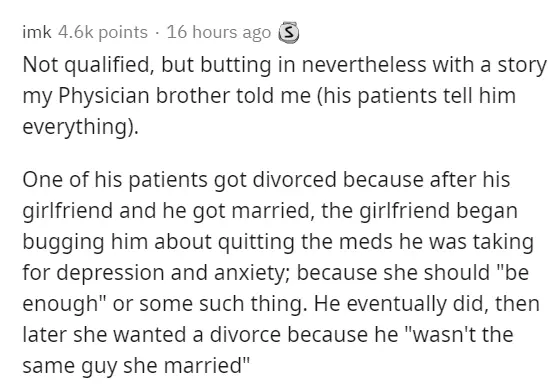 imk 4.6k points · 16 hours ago S
Not qualified, but butting in nevertheless with a story
my Physician brother told me (his patients tell him
everything).
One of his patients got divorced because after his
girlfriend and he got married, the girlfriend began
bugging him about quitting the meds he was taking
for depression and anxiety; because she should "be
enough" or some such thing. He eventually did, then
later she wanted a divorce because he "wasn't the
same guy she married"